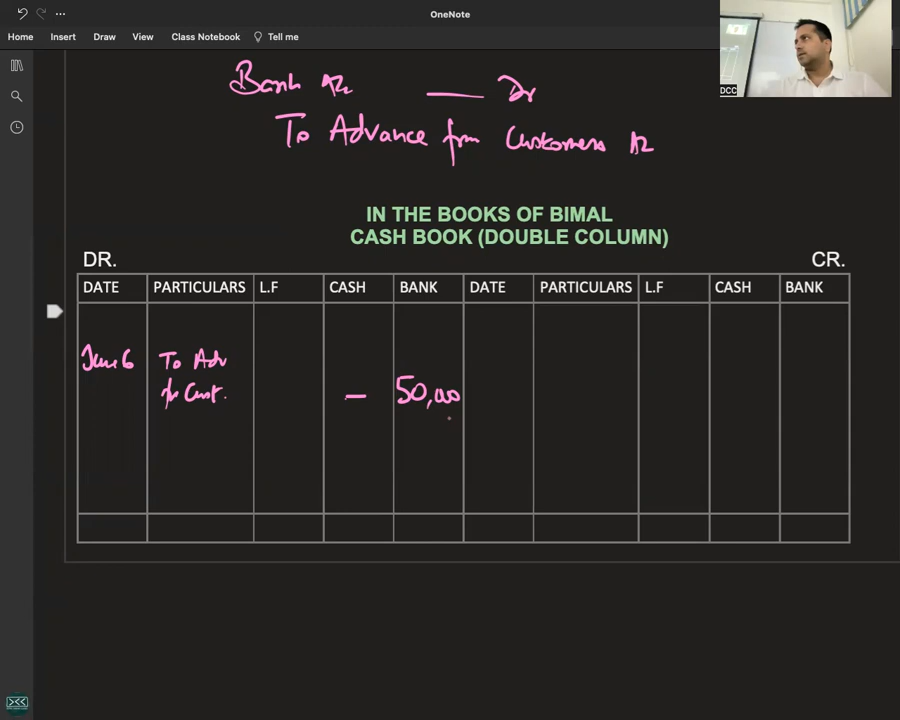 OneNote
Home Insert Draw View Class Notebook Tell me
DCC
Bank A/c —— Dr
To Advance from Customers A/c
IN THE BOOKS OF BIMAL
CASH BOOK (DOUBLE COLUMN)
DR. CR.
DATE PARTICULARS L.F CASH BANK DATE PARTICULARS L.F CASH BANK
June 6 To Adv
fr Cust. — 50,000